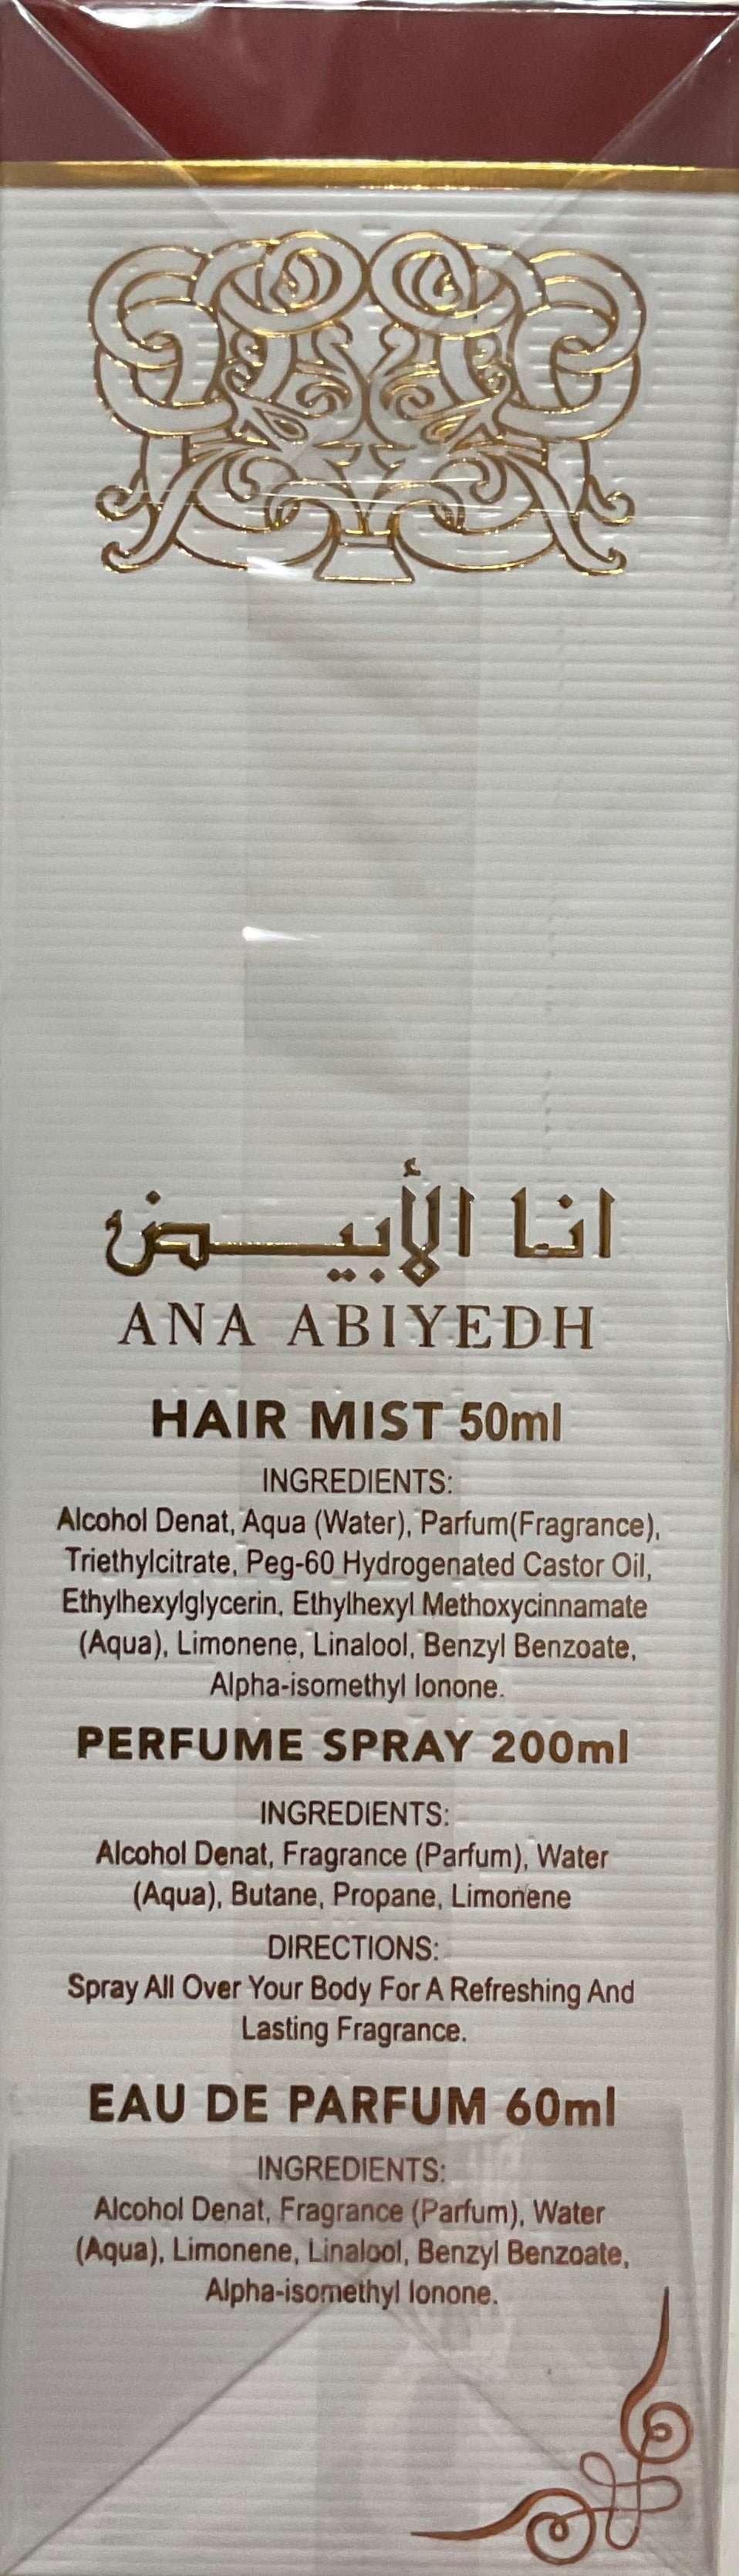 انا الأبيـــض
ANA ABIYEDH
HAIR MIST 50ml
INGREDIENTS:
Alcohol Denat, Aqua (Water), Parfum(Fragrance),
Triethylcitrate, Peg-60 Hydrogenated Castor Oil,
Ethylhexylglycerin, Ethylhexyl Methoxycinnamate
(Aqua), Limonene, Linalool, Benzyl Benzoate,
Alpha-isomethyl Ionone.
PERFUME SPRAY 200ml
INGREDIENTS:
Alcohol Denat, Fragrance (Parfum), Water
(Aqua), Butane, Propane, Limonene
DIRECTIONS:
Spray All Over Your Body For A Refreshing And
Lasting Fragrance.
EAU DE PARFUM 60ml
INGREDIENTS:
Alcohol Denat, Fragrance (Parfum), Water
(Aqua), Limonene, Linalool, Benzyl Benzoate,
Alpha-isomethyl Ionone.